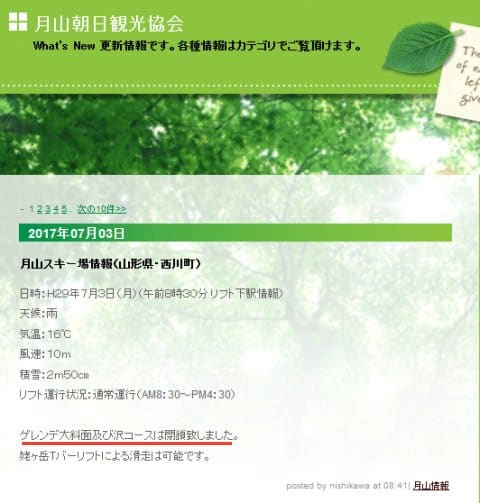 月山朝日観光協会
What's New 更新情報です。各種情報はカテゴリでご覧頂けます。
The
of n
lef
give
- 1 2 3 4 5 .. 次の10件>>
2017年07月03日
月山スキー場情報(山形県・西川町)
日時:H29年7月3日(月)(午前8時30分リフト下駅情報)
天候:雨
気温:16℃
風速:10m
積雪:2m50㎝
リフト運行状況:通常運行(AM8:30~PM4:30)
ゲレンデ大斜面及び沢コースは閉鎖致しました。
姥ヶ岳Tバーリフトによる滑走は可能です。
posted by nishikawa at 08:41| 月山情報